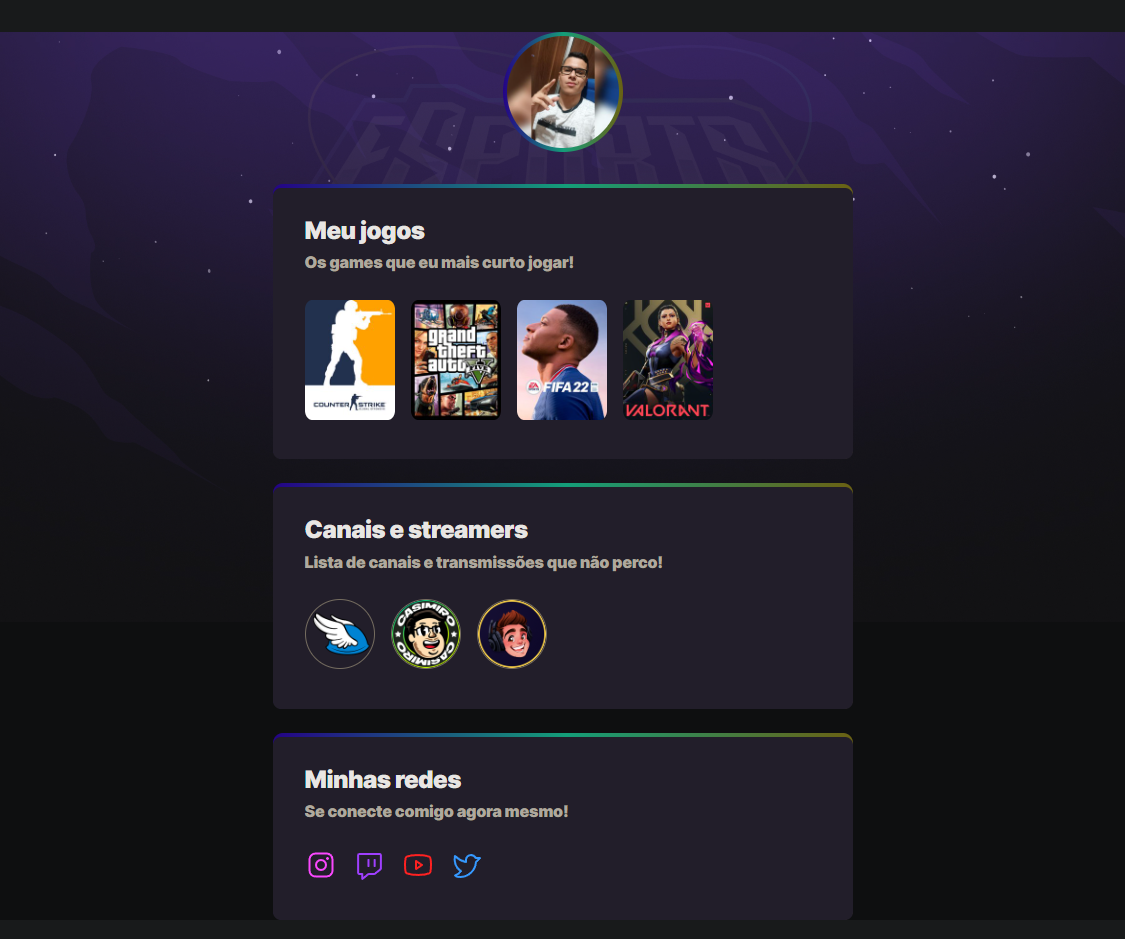 ESPORTS
Meu jogos
Os games que eu mais curto jogar!
COUNTER STRIKE
grand
theft
auto
FIVE
FIFA 22
VALORANT
Canais e streamers
Lista de canais e transmissões que não perco!
CASIMIRO
CASIMIRO
Minhas redes
Se conecte comigo agora mesmo!